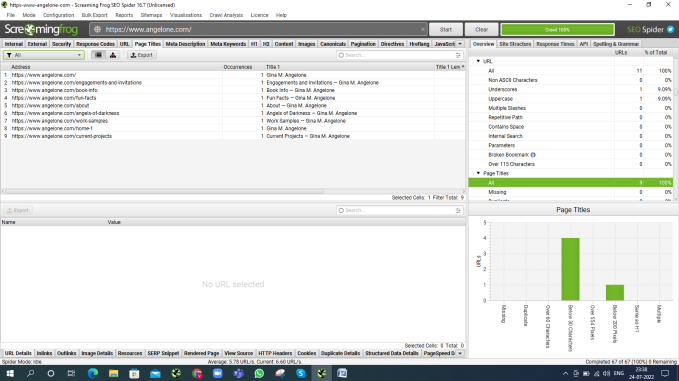 https-www-angelone-com- - Screaming Frog SEO Spider 16.7 (Unlicensed)
File Mode Configuration Bulk Export Reports Sitemaps Visualisations Crawl Analysis Licence Help
Screamingfrog https://www.angelone.com/ Start Clear Crawl 100% SEO Spider
Internal External Security Response Codes URL Page Titles Meta Description Meta Keywords H1 H2 Content Images Canonicals Pagination Directives Hreflang JavaScri
Overview Site Structure Response Times API Spelling & Grammar
All Export Search...
URLs % of Total
Address Occurrences Title 1 Title 1 Len
1 https://www.angelone.com/ 1 Gina M. Angelone
2 https://www.angelone.com/engagements-and-invitations 1 Engagements and Invitations — Gina M. Angelone
3 https://www.angelone.com/book-info 1 Book Info — Gina M. Angelone
4 https://www.angelone.com/fun-facts 1 Fun Facts — Gina M. Angelone
5 https://www.angelone.com/about 1 About — Gina M. Angelone
6 https://www.angelone.com/angels-of-darkness 1 Angels of Darkness — Gina M. Angelone
7 https://www.angelone.com/work-samples 1 Work Samples — Gina M. Angelone
8 https://www.angelone.com/home-1 1 Gina M. Angelone
9 https://www.angelone.com/current-projects 1 Current Projects — Gina M. Angelone
Selected Cells: 1 Filter Total: 9
URL
All 11 100%
Non ASCII Characters 0 0%
Underscores 1 9.09%
Uppercase 1 9.09%
Multiple Slashes 0 0%
Repetitive Path 0 0%
Contains Space 0 0%
Internal Search 0 0%
Parameters 0 0%
Broken Bookmark 0 0%
Over 115 Characters 0 0%
Page Titles
All 9 100%
Missing 0 0%
Export Search...
Name Value
No URL selected
Selected Cells: 0 Total: 0
Page Titles
5
4
3
2
1
0
URLs
Missing
Duplicate
Over 60 Characters
Below 30 Characters
Over 554 Pixels
Below 200 Pixels
Same as H1
Multiple
URL Details Inlinks Outlinks Image Details Resources SERP Snippet Rendered Page View Source HTTP Headers Cookies Duplicate Details Structured Data Details PageSpeed D
Spider Mode: Idle Average: 5.78 URL/s. Current: 6.60 URL/s. Completed 67 of 67 (100%) 0 Remaining
ENG
23:38
24-07-2022